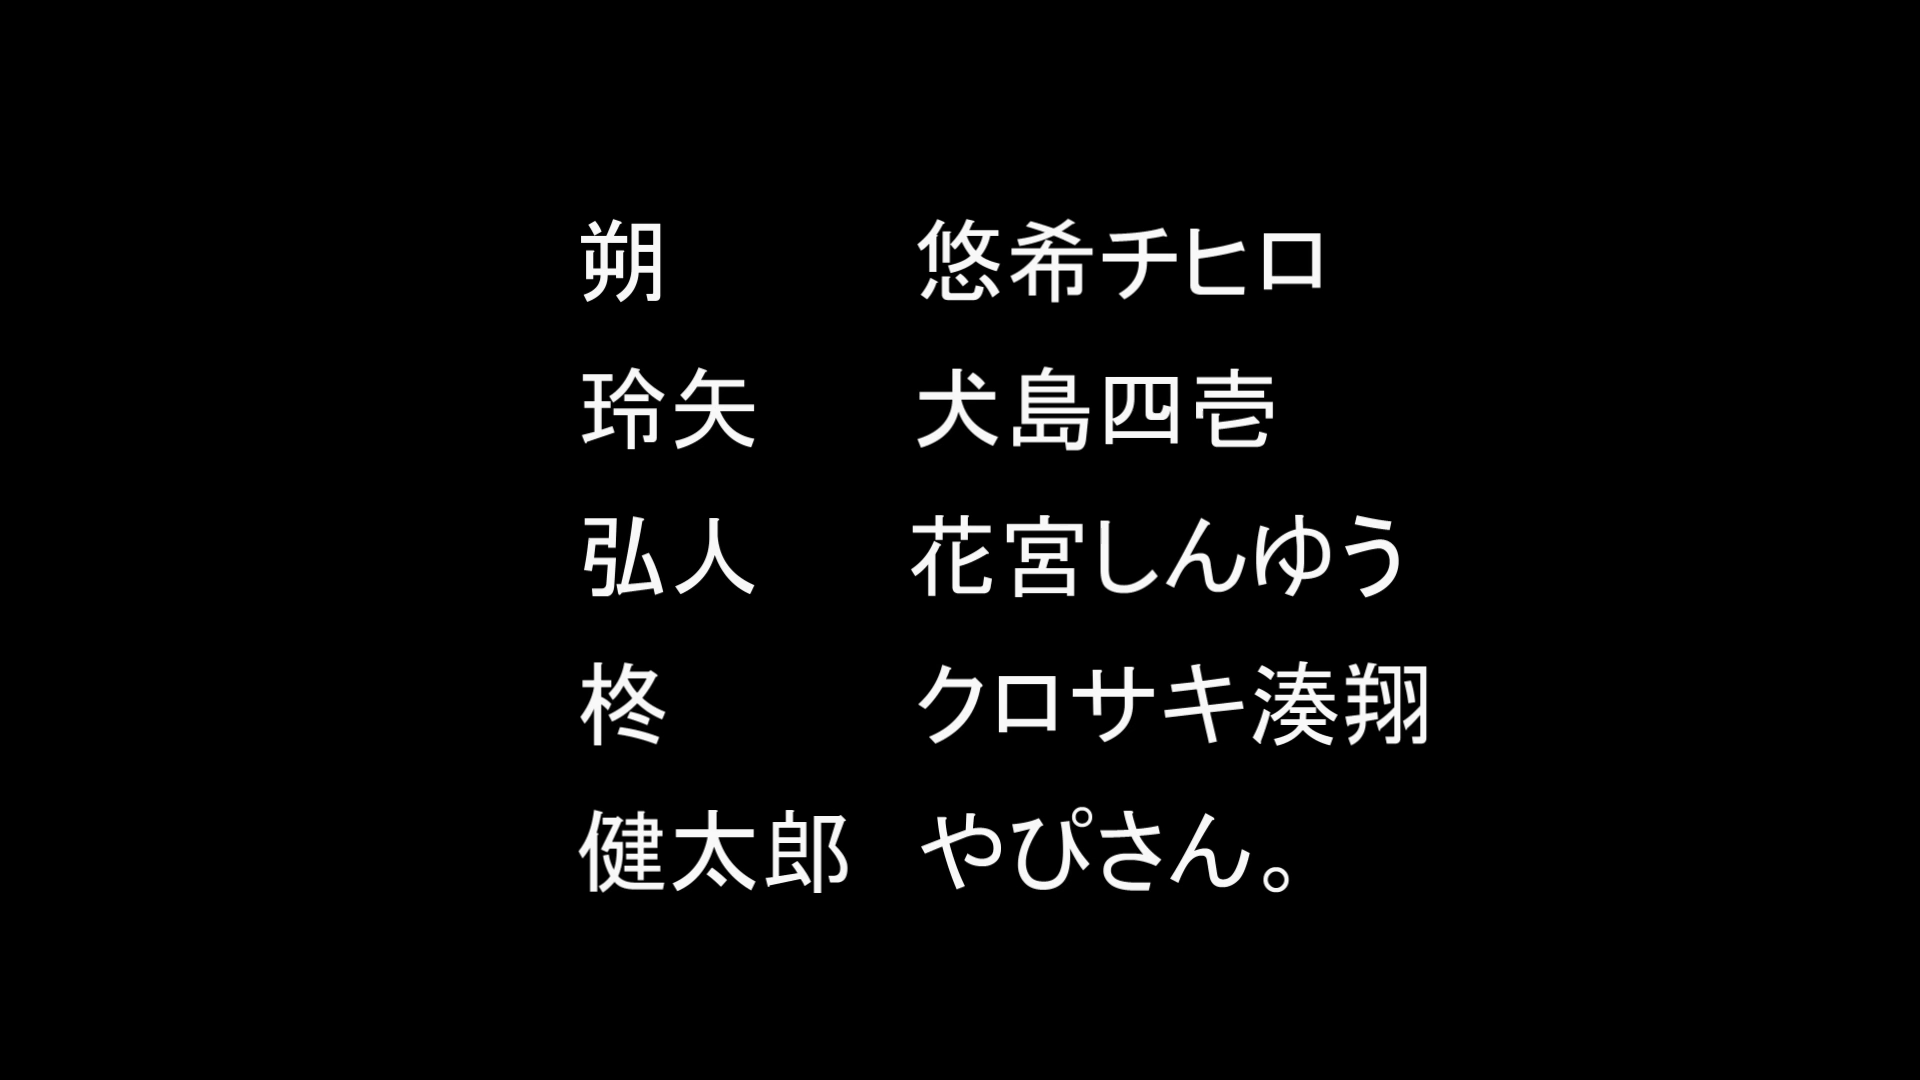 朔 悠希チヒロ
玲矢 犬島四壱
弘人 花宮しんゆう
柊 クロサキ湊翔
健太郎 やぴさん。